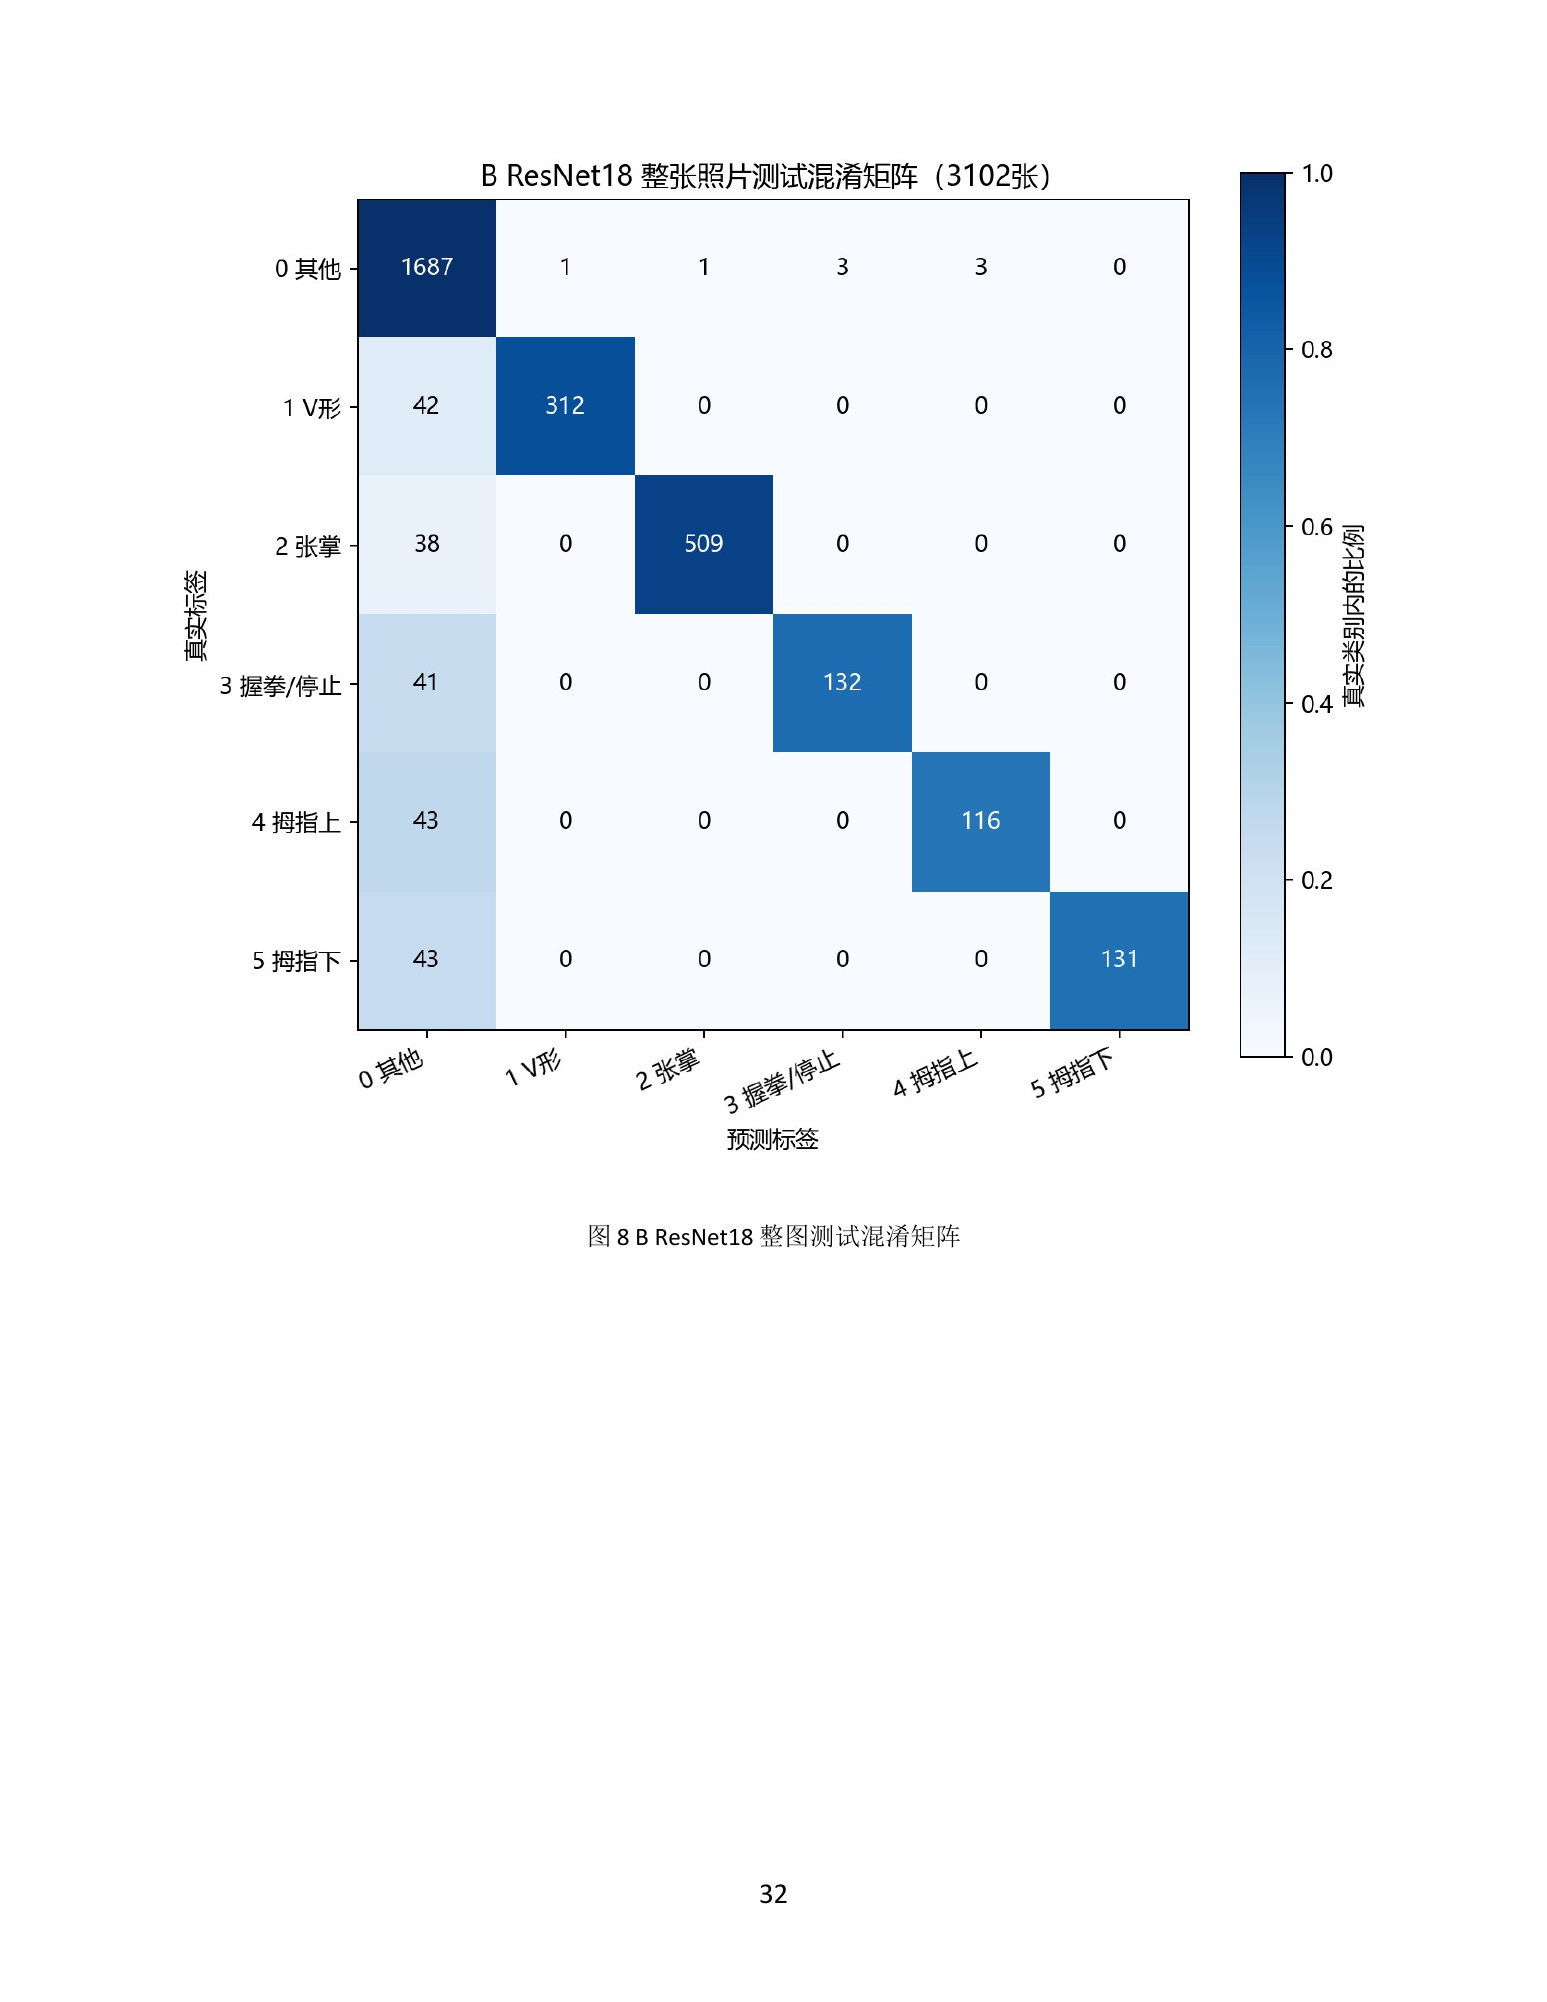 B ResNet18 整张照片测试混淆矩阵（3102张）
0 其他 1687 1 1 3 3 0
1 V形 42 312 0 0 0 0
2 张掌 38 0 509 0 0 0
3 握拳/停止 41 0 0 132 0 0
4 拇指上 43 0 0 0 116 0
5 拇指下 43 0 0 0 0 131
真实标签
0 其他 1 V形 2 张掌 3 握拳/停止 4 拇指上 5 拇指下
预测标签
1.0
0.8
0.6
0.4
0.2
0.0
真实类别内的比例
图 8 B ResNet18 整图测试混淆矩阵
32